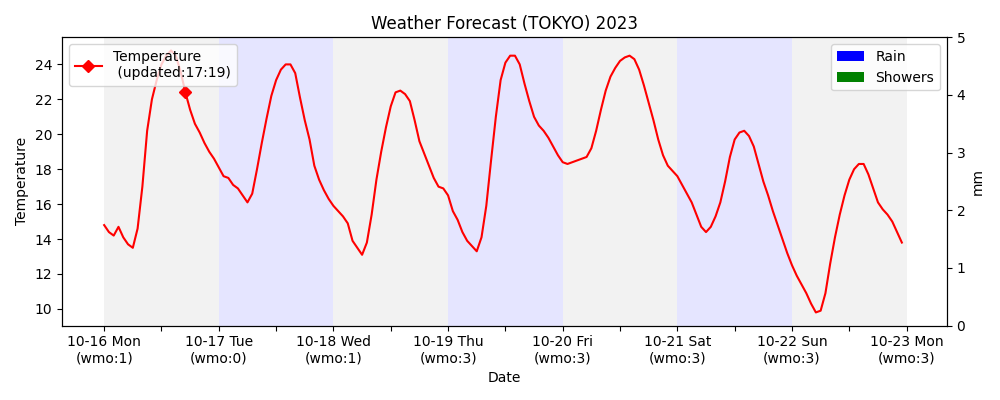 Weather Forecast (TOKYO) 2023
Temperature
(updated:17:19)
Rain
Showers
24
22
20
18
16
14
12
10
Temperature
5
4
3
2
1
0
mm
10-16 Mon
(wmo:1)
10-17 Tue
(wmo:0)
10-18 Wed
(wmo:1)
10-19 Thu
(wmo:3)
10-20 Fri
(wmo:3)
10-21 Sat
(wmo:3)
10-22 Sun
(wmo:3)
10-23 Mon
(wmo:3)
Date